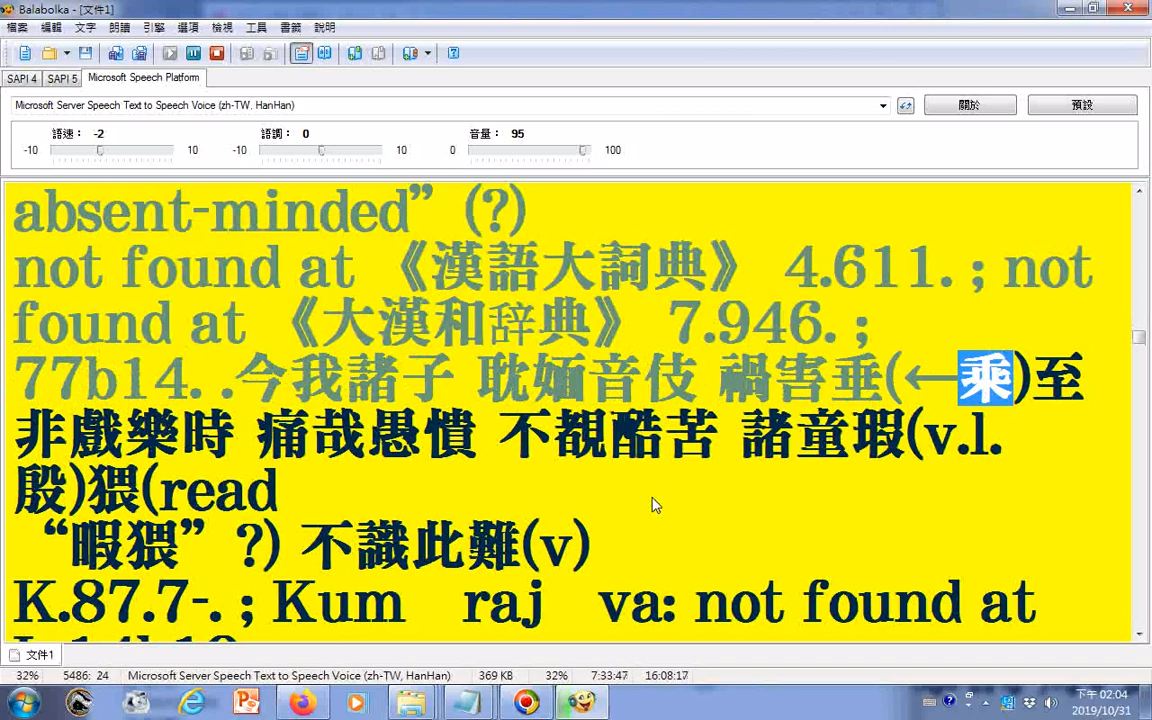 Balabolka - [文件1]
檔案 編輯 文字 朗讀 引擎 選項 檢視 工具 書籤 說明
SAPI 4 SAPI 5 Microsoft Speech Platform
Microsoft Server Speech Text to Speech Voice (zh-TW, HanHan) 關於 預設
語速： -2 語調： 0 音量： 95
-10 10 -10 10 0 100
absent-minded” (?)
not found at 《漢語大詞典》 4.611. ; not
found at 《大漢和辞典》 7.946. ;
77b14. .今我諸子 耽婳音伎 禍害垂(←乘)至
非戲樂時 痛哉愚憒 不覩酷苦 諸童瑕(v.l.
殷)猥(read
“暇猥” ?) 不識此難(v)
K.87.7-. ; Kum raj va: not found at
文件1
32% 5486: 24 Microsoft Server Speech Text to Speech Voice (zh-TW, HanHan) 369 KB 32% 7:33:47 16:08:17
下午 02:04
2019/10/31